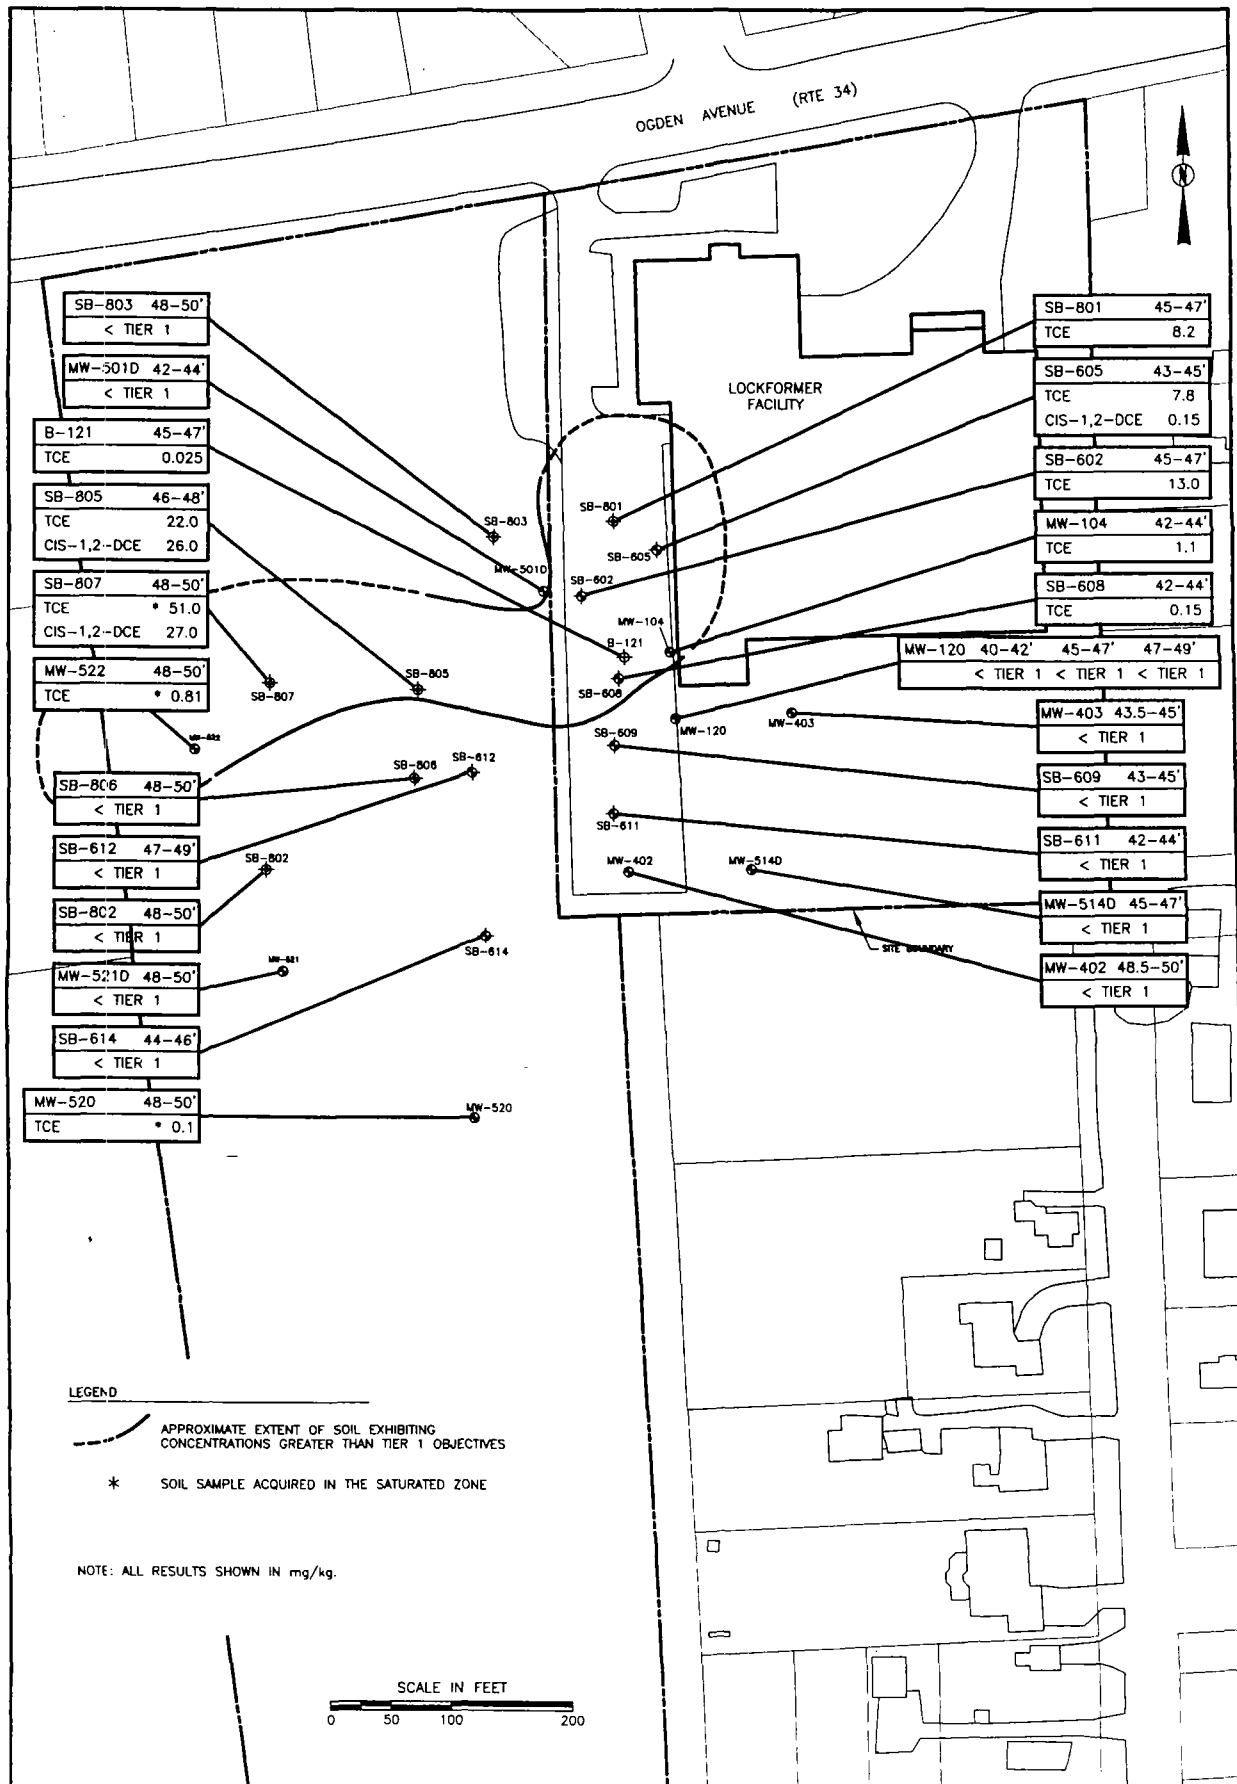 OGDEN AVENUE (RTE 34)
LOCKFORMER
FACILITY
SB-803 48-50'
< TIER 1
MW-501D 42-44'
< TIER 1
B-121 45-47'
TCE 0.025
SB-805 46-48'
TCE 22.0
CIS-1,2-DCE 26.0
SB-807 48-50'
TCE * 51.0
CIS-1,2-DCE 27.0
MW-522 48-50'
TCE * 0.81
SB-806 48-50'
< TIER 1
SB-612 47-49'
< TIER 1
SB-802 48-50'
< TIER 1
MW-521D 48-50'
< TIER 1
SB-614 44-46'
< TIER 1
MW-520 48-50'
TCE * 0.1
SB-801 45-47'
TCE 8.2
SB-605 43-45'
TCE 7.8
CIS-1,2-DCE 0.15
SB-602 45-47'
TCE 13.0
MW-104 42-44'
TCE 1.1
SB-608 42-44'
TCE 0.15
MW-120 40-42' 45-47' 47-49'
< TIER 1 < TIER 1 < TIER 1
MW-403 43.5-45'
< TIER 1
SB-609 43-45'
< TIER 1
SB-611 42-44'
< TIER 1
MW-514D 45-47'
< TIER 1
MW-402 48.5-50'
< TIER 1
SB-803
SB-801
SB-605
MW-501D
SB-602
MW-104
B-121
SB-608
SB-805
SB-807
MW-522
MW-120
MW-403
SB-609
SB-806
SB-612
SB-611
SB-802
MW-402
MW-514D
SB-614
MW-521
SITE BOUNDARY
MW-520
LEGEND
APPROXIMATE EXTENT OF SOIL EXHIBITING
CONCENTRATIONS GREATER THAN TIER 1 OBJECTIVES
* SOIL SAMPLE ACQUIRED IN THE SATURATED ZONE
NOTE: ALL RESULTS SHOWN IN mg/kg.
SCALE IN FEET
0 50 100 200